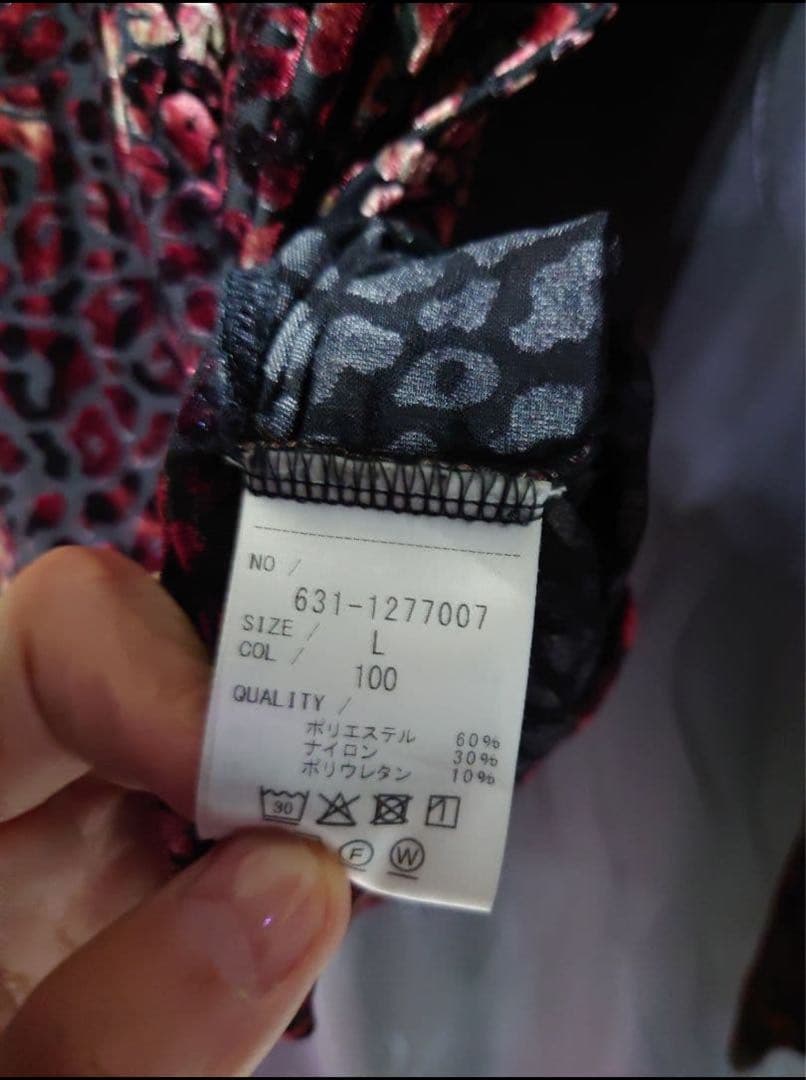 NO /
631-1277007
SIZE / L
COL / 100
QUALITY /
ポリエステル 60%
ナイロン 30%
ポリウレタン 10%
30
F W